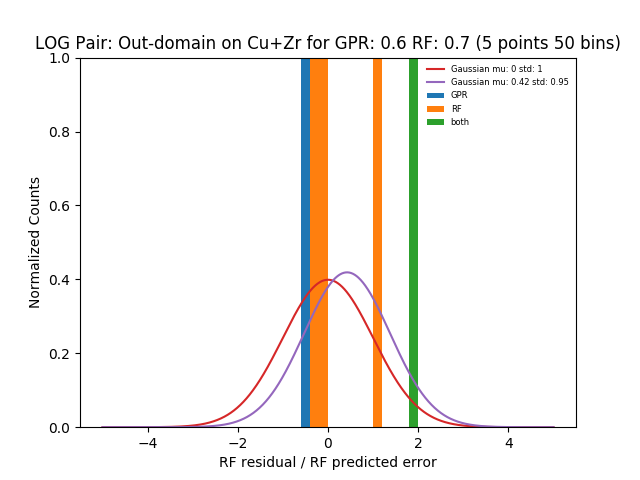 LOG Pair: Out-domain on Cu+Zr for GPR: 0.6 RF: 0.7 (5 points 50 bins)
1.0
0.8
0.6
0.4
0.2
0.0
Normalized Counts
Gaussian mu: 0 std: 1
Gaussian mu: 0.42 std: 0.95
GPR
RF
both
−4
−2
0
2
4
RF residual / RF predicted error